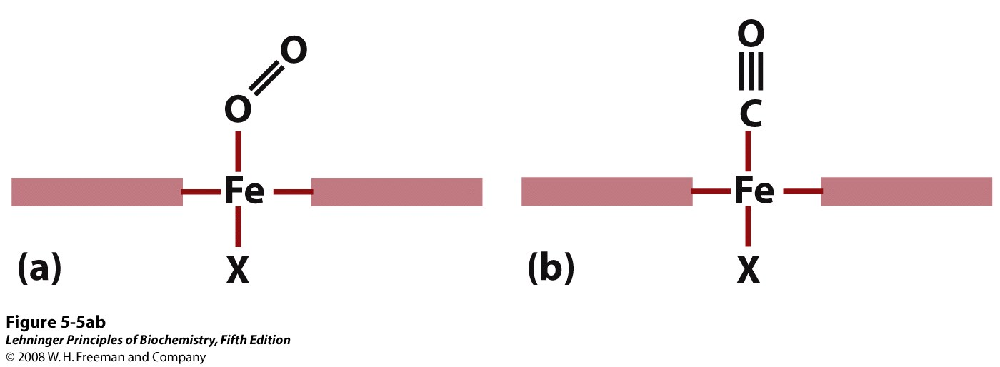 O
O
Fe
X
(a)
O
C
Fe
X
(b)
Figure 5-5ab
Lehninger Principles of Biochemistry, Fifth Edition
© 2008 W. H. Freeman and Company